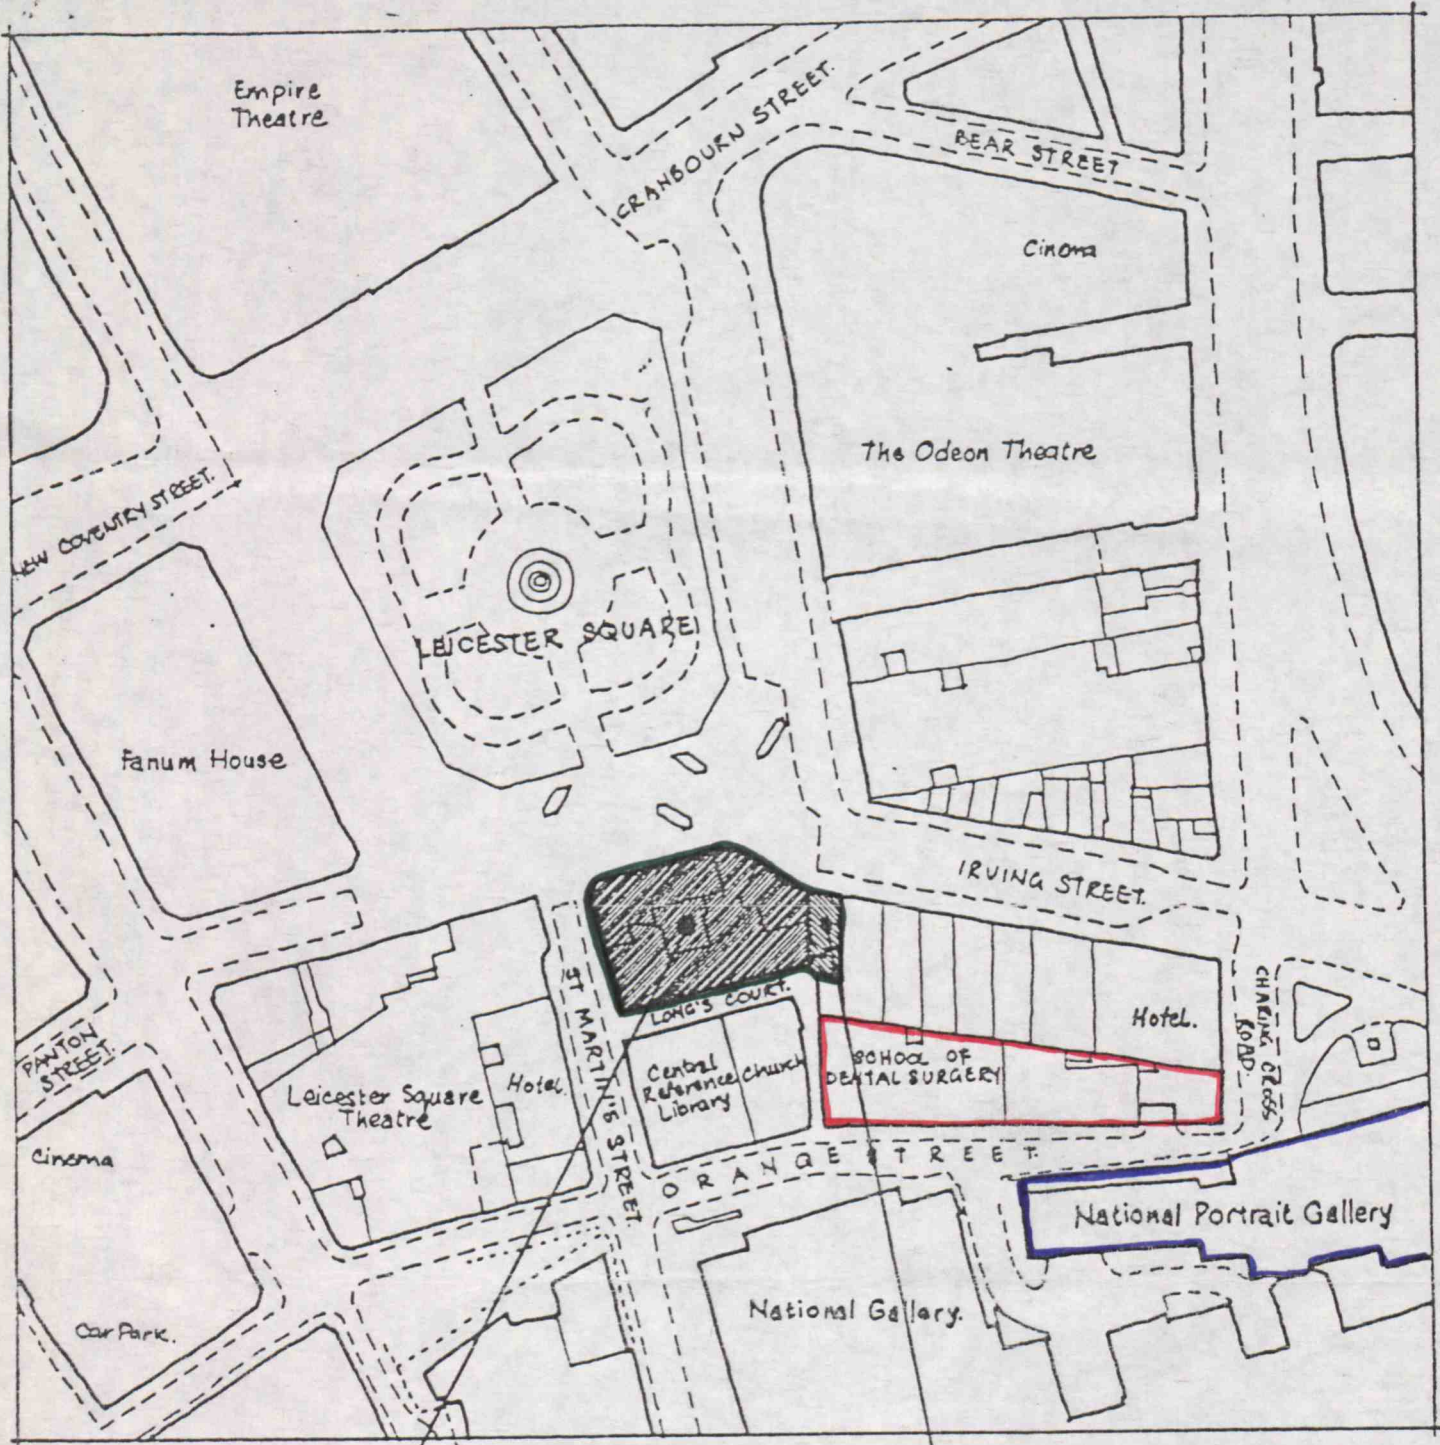 Empire
Theatre
CRANBOURN STREET.
BEAR STREET
Cinema
The Odeon Theatre
NEW COVENTRY STREET.
LEICESTER SQUARE
Fanum House
IRVING STREET.
ST MARTIN'S STREET.
LONG'S COURT.
Hotel.
CHARING CROSS
ROAD.
PANTON
STREET.
Leicester Square
Theatre
Hotel.
Central
Reference
Library
Church
SCHOOL OF
DENTAL SURGERY
Cinema
ORANGE STREET.
National Portrait Gallery
National Gallery.
Car Park.